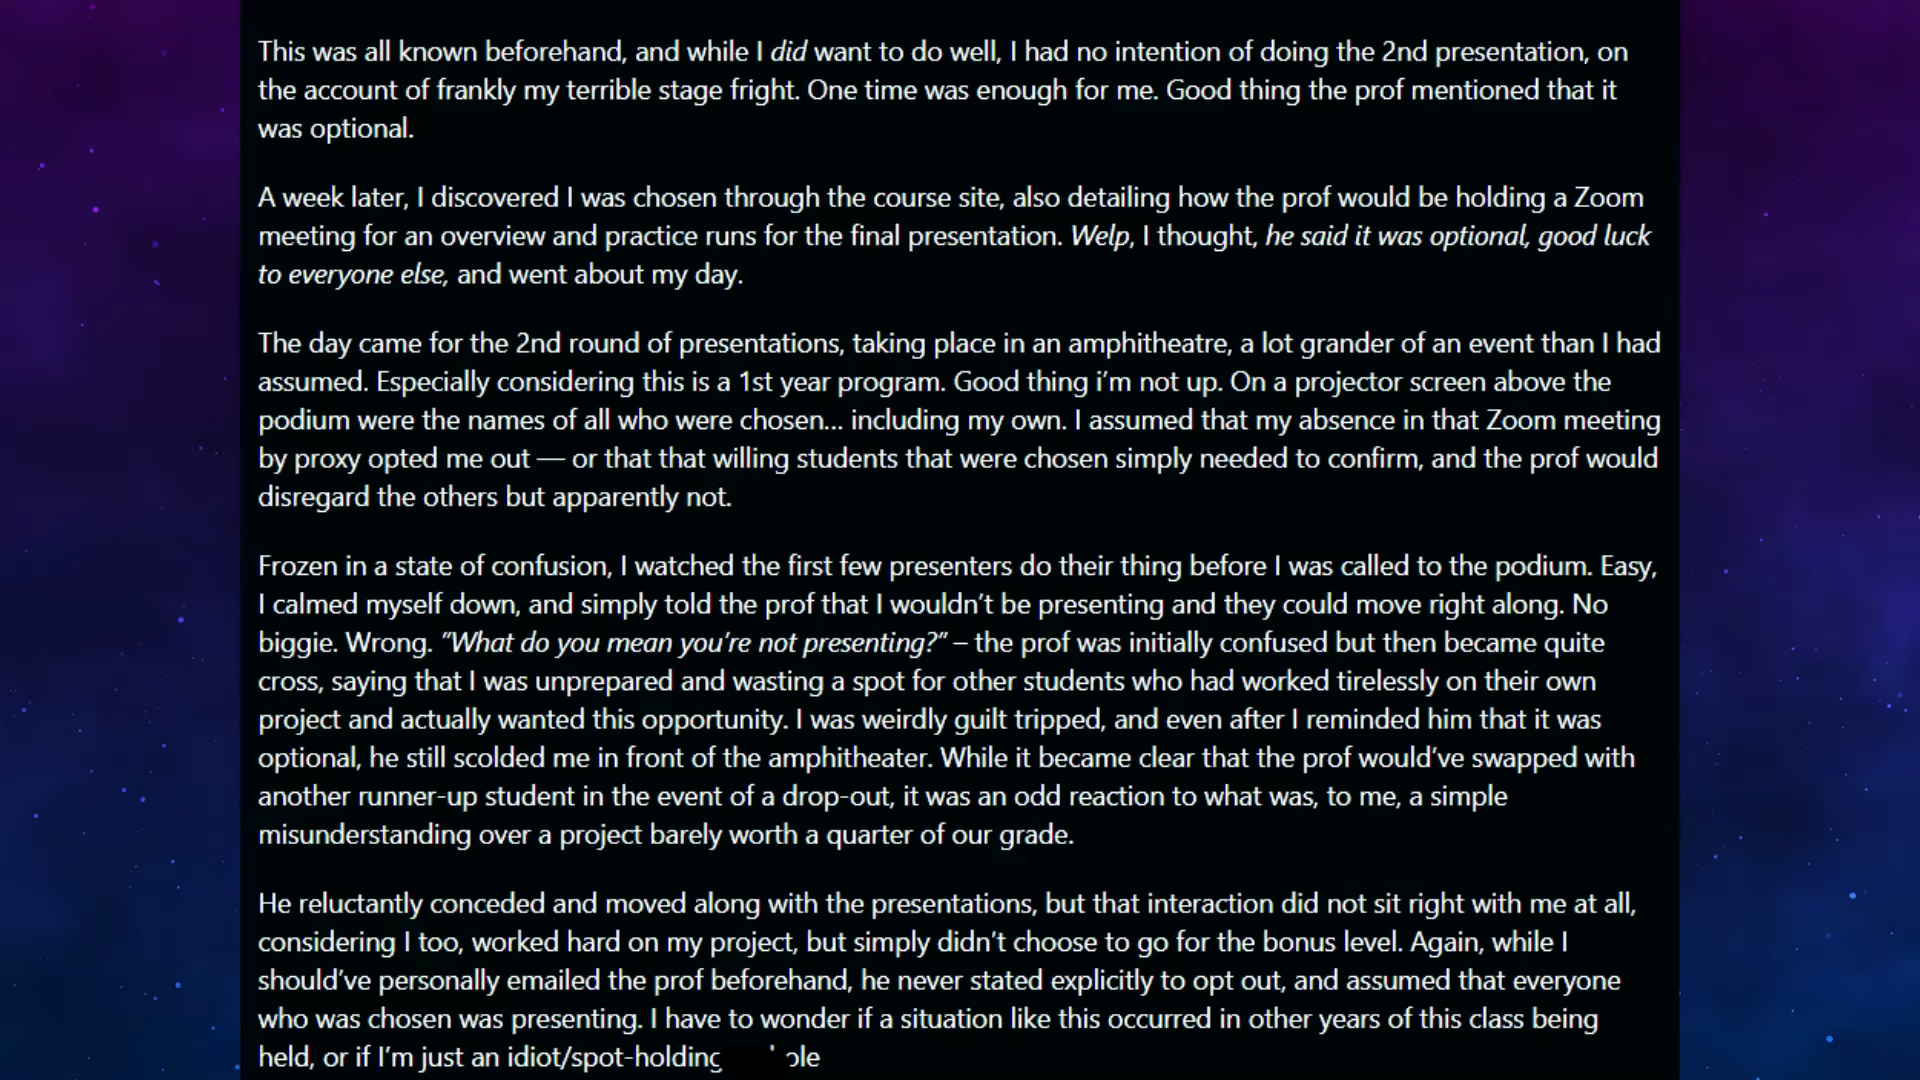 This was all known beforehand, and while I did want to do well, I had no intention of doing the 2nd presentation, on
the account of frankly my terrible stage fright. One time was enough for me. Good thing the prof mentioned that it
was optional.
A week later, I discovered I was chosen through the course site, also detailing how the prof would be holding a Zoom
meeting for an overview and practice runs for the final presentation. Welp, I thought, he said it was optional, good luck
to everyone else, and went about my day.
The day came for the 2nd round of presentations, taking place in an amphitheatre, a lot grander of an event than I had
assumed. Especially considering this is a 1st year program. Good thing i'm not up. On a projector screen above the
podium were the names of all who were chosen... including my own. I assumed that my absence in that Zoom meeting
by proxy opted me out — or that that willing students that were chosen simply needed to confirm, and the prof would
disregard the others but apparently not.
Frozen in a state of confusion, I watched the first few presenters do their thing before I was called to the podium. Easy,
I calmed myself down, and simply told the prof that I wouldn't be presenting and they could move right along. No
biggie. Wrong. "What do you mean you're not presenting?" – the prof was initially confused but then became quite
cross, saying that I was unprepared and wasting a spot for other students who had worked tirelessly on their own
project and actually wanted this opportunity. I was weirdly guilt tripped, and even after I reminded him that it was
optional, he still scolded me in front of the amphitheater. While it became clear that the prof would've swapped with
another runner-up student in the event of a drop-out, it was an odd reaction to what was, to me, a simple
misunderstanding over a project barely worth a quarter of our grade.
He reluctantly conceded and moved along with the presentations, but that interaction did not sit right with me at all,
considering I too, worked hard on my project, but simply didn't choose to go for the bonus level. Again, while I
should've personally emailed the prof beforehand, he never stated explicitly to opt out, and assumed that everyone
who was chosen was presenting. I have to wonder if a situation like this occurred in other years of this class being
held, or if I'm just an idiot/spot-holding